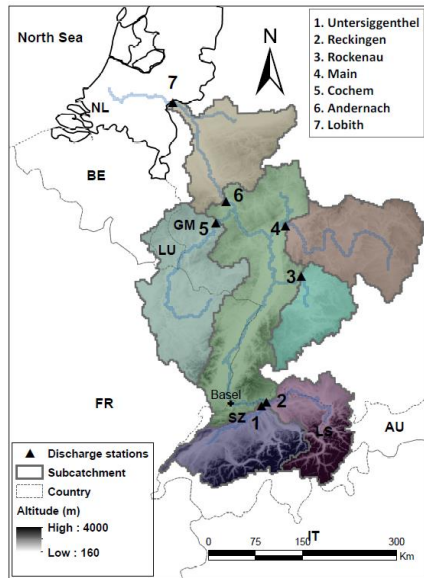 North Sea
N
1. Untersiggenthel
2. Reckingen
3. Rockenau
4. Main
5. Cochem
6. Andernach
7. Lobith
7
NL
BE
6
GM
5
4
LU
3
Basel
2
FR
SZ
1
Ls
AU
Discharge stations
Subcatchment
Country
Altitude (m)
High : 4000
Low : 160
IT
0 75 150 300
Km